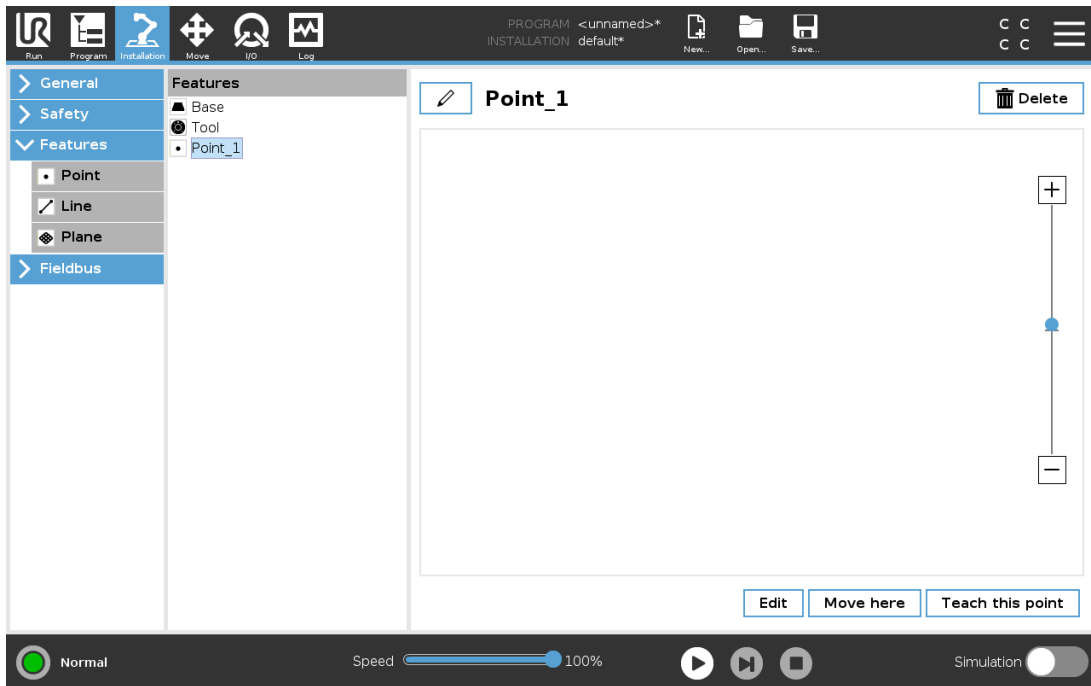 PROGRAM <unnamed>*
INSTALLATION default*
C C
C C
Run Program Installation Move I/O Log
New... Open... Save...
General
Safety
Features
Point
Line
Plane
Fieldbus
Features
Base
Tool
Point_1
Point_1
Delete
Edit Move here Teach this point
Normal
Speed 100%
Simulation